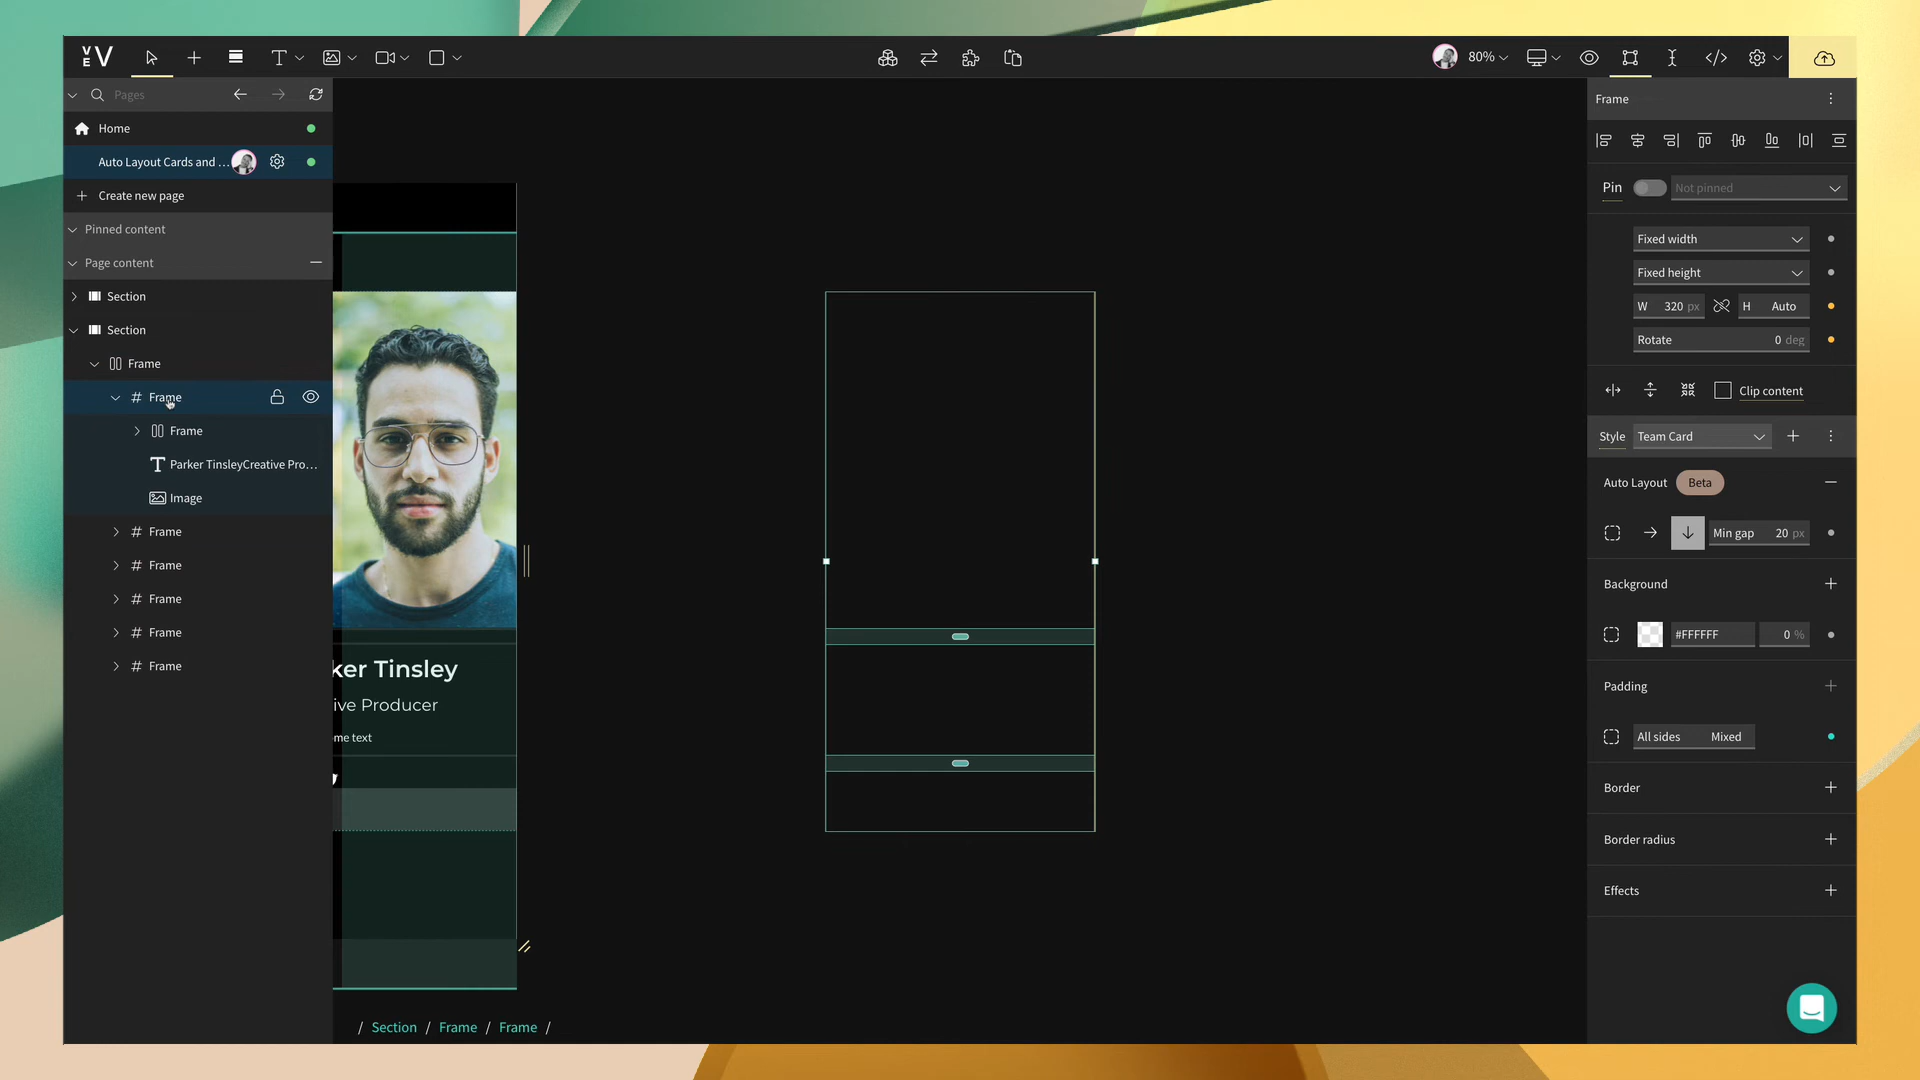 VEV
80%
Pages
Home
Auto Layout Cards and ...
Create new page
Pinned content
Page content
Section
Section
Frame
Frame
Frame
Parker TinsleyCreative Pro...
Image
Frame
Frame
Frame
Frame
Frame
ker Tinsley
ive Producer
me text
/ Section / Frame / Frame /
Frame
Pin Not pinned
Fixed width
Fixed height
W 320 px H Auto
Rotate 0 deg
Clip content
Style Team Card
Auto Layout Beta
Min gap 20 px
Background
#FFFFFF 0 %
Padding
All sides Mixed
Border
Border radius
Effects